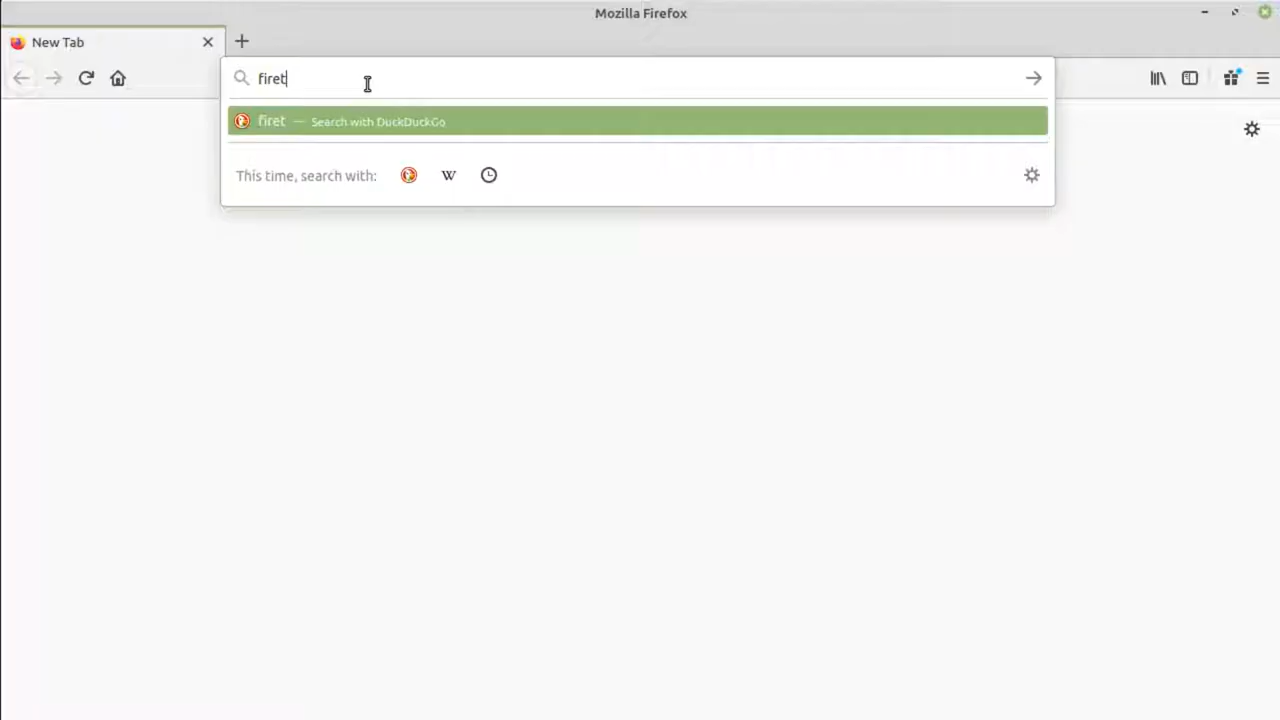 Mozilla Firefox
New Tab
firet
firet — Search with DuckDuckGo
This time, search with: W